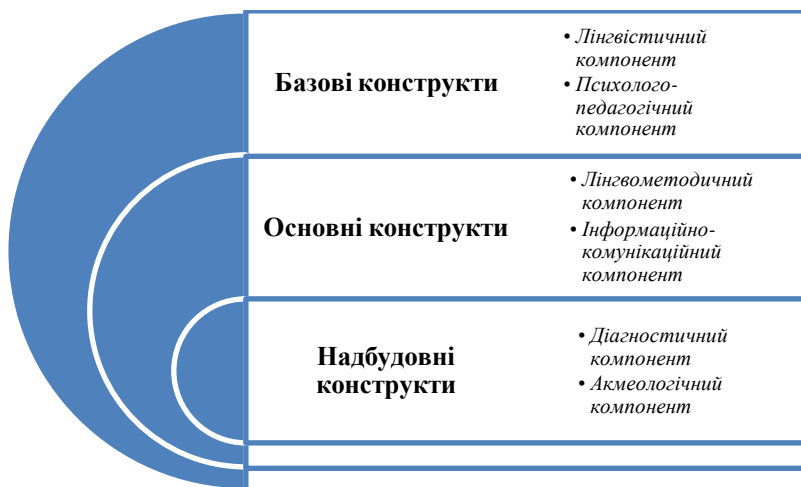 Базові конструкти
• Лінгвістичний
компонент
• Психолого-
педагогічний
компонент
Основні конструкти
• Лінгвометодичний
компонент
• Інформаційно-
комунікаційний
компонент
Надбудовні
конструкти
• Діагностичний
компонент
• Акмеологічний
компонент